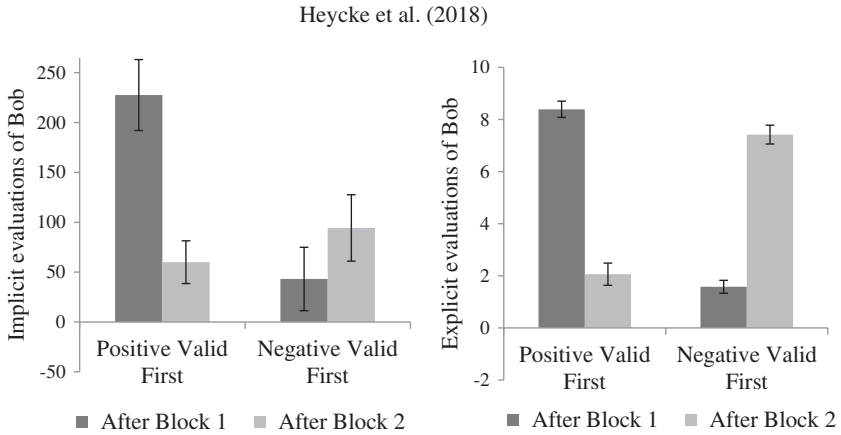 Heycke et al. (2018)
Implicit evaluations of Bob
250
200
150
100
50
0
-50
Positive Valid
First
Negative Valid
First
After Block 1
After Block 2
Explicit evaluations of Bob
10
8
6
4
2
0
-2
Positive Valid
First
Negative Valid
First
After Block 1
After Block 2